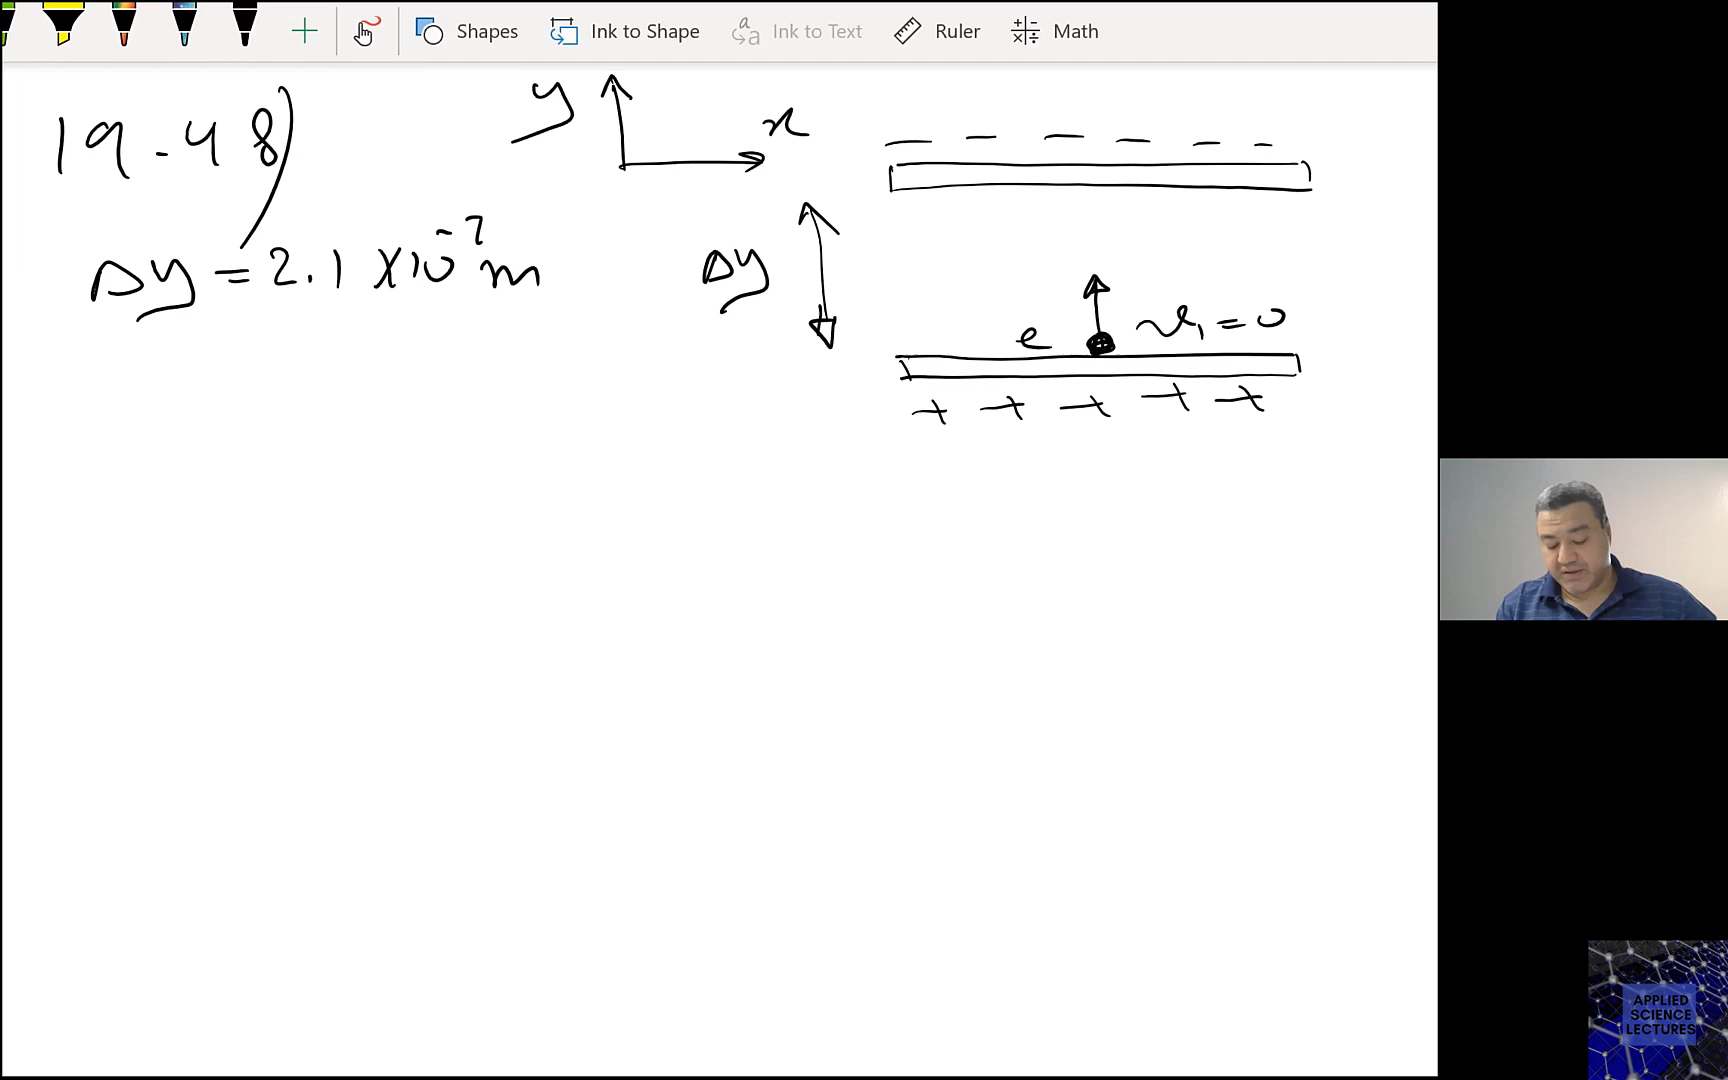 Shapes Ink to Shape Ink to Text Ruler Math
19-48)
y
x
- - - - - -
Δy = 2.1 x10⁻⁷ m
Δy
e⁻ v₁ = 0
+ + + + +
APPLIED
SCIENCE
LECTURES